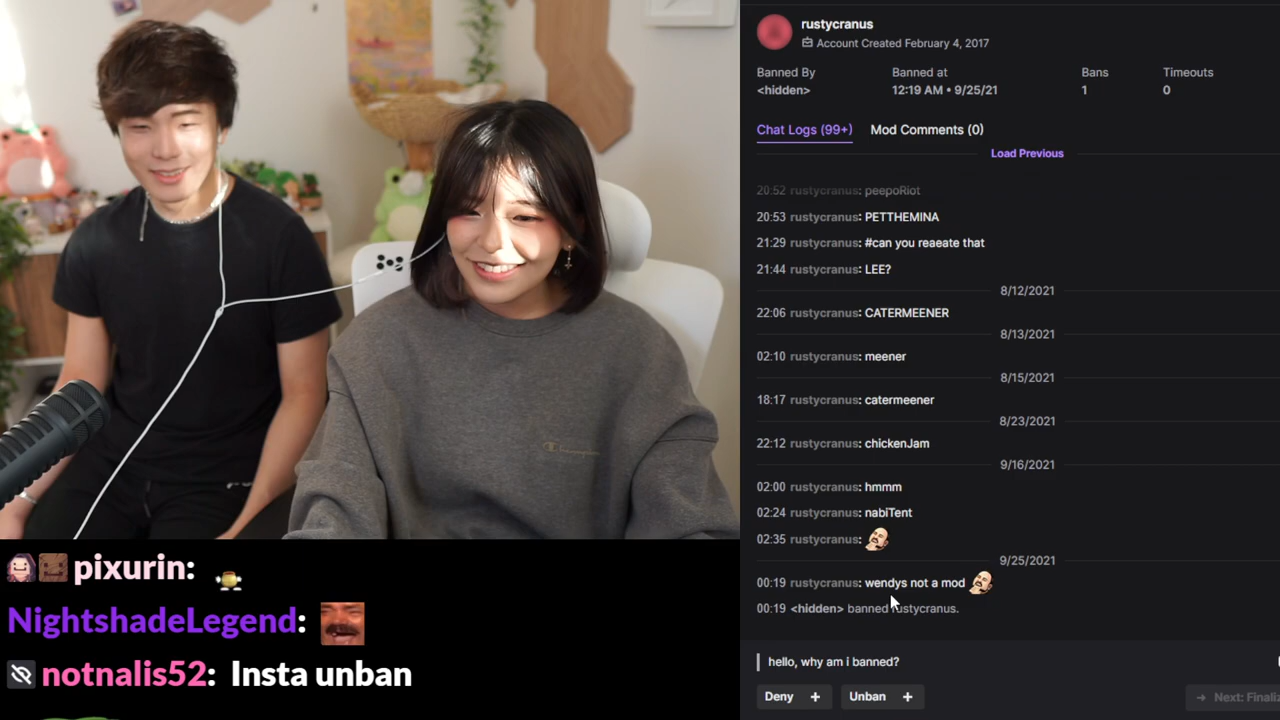 rustycranus
Account Created February 4, 2017
Banned By Banned at Bans Timeouts
<hidden> 12:19 AM • 9/25/21 1 0
Chat Logs (99+) Mod Comments (0)
Load Previous
20:52 rustycranus: peepoRiot
20:53 rustycranus: PETTHEMINA
21:29 rustycranus: #can you reaeate that
21:44 rustycranus: LEE?
8/12/2021
22:06 rustycranus: CATERMEENER
8/13/2021
02:10 rustycranus: meener
8/15/2021
18:17 rustycranus: catermeener
8/23/2021
22:12 rustycranus: chickenJam
9/16/2021
02:00 rustycranus: hmmm
02:24 rustycranus: nabiTent
02:35 rustycranus:
9/25/2021
00:19 rustycranus: wendys not a mod
00:19 <hidden> banned rustycranus.
hello, why am i banned?
Deny + Unban + → Next: Finaliz
Champion
pixurin:
NightshadeLegend:
notnalis52: Insta unban